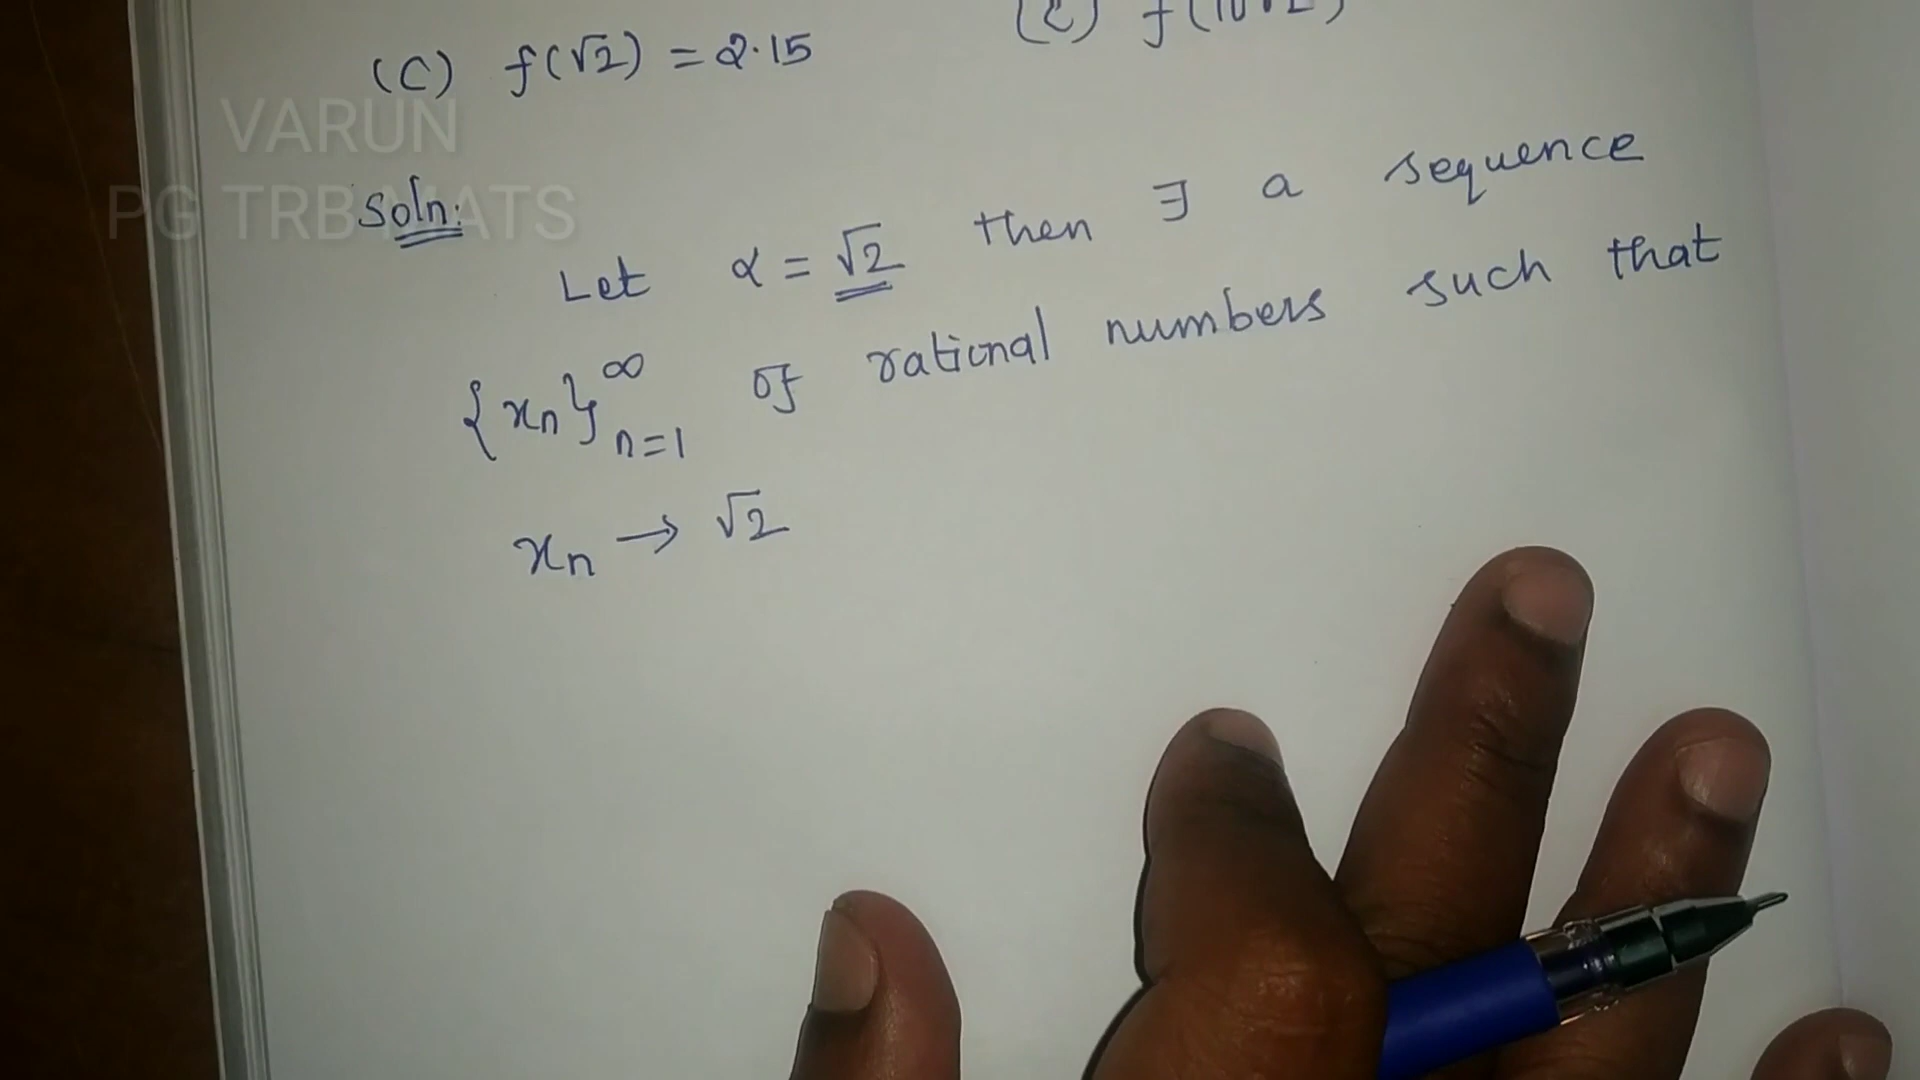 (C) f(√2) = 2.15
VARUN
PG TRB MATS
Soln:
Let α = √2 then ∃ a sequence
{xn}∞n=1 of rational numbers such that
xn → √2